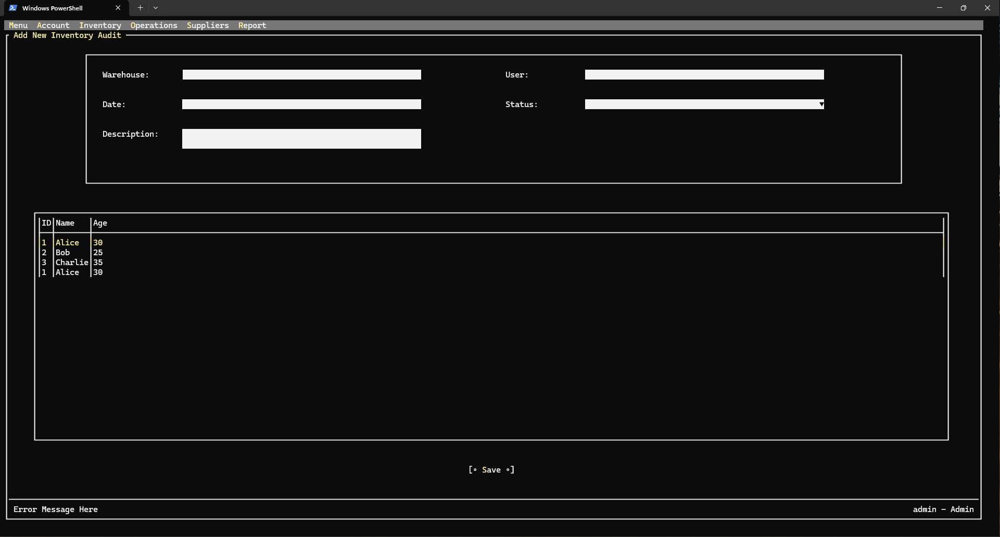 Windows PowerShell
Menu Account Inventory Operations Suppliers Report
Add New Inventory Audit
Warehouse: User:
Date: Status:
Description:
ID Name Age
1 Alice 30
2 Bob 25
3 Charlie 35
1 Alice 30
[∘ Save ∘]
Error Message Here admin - Admin